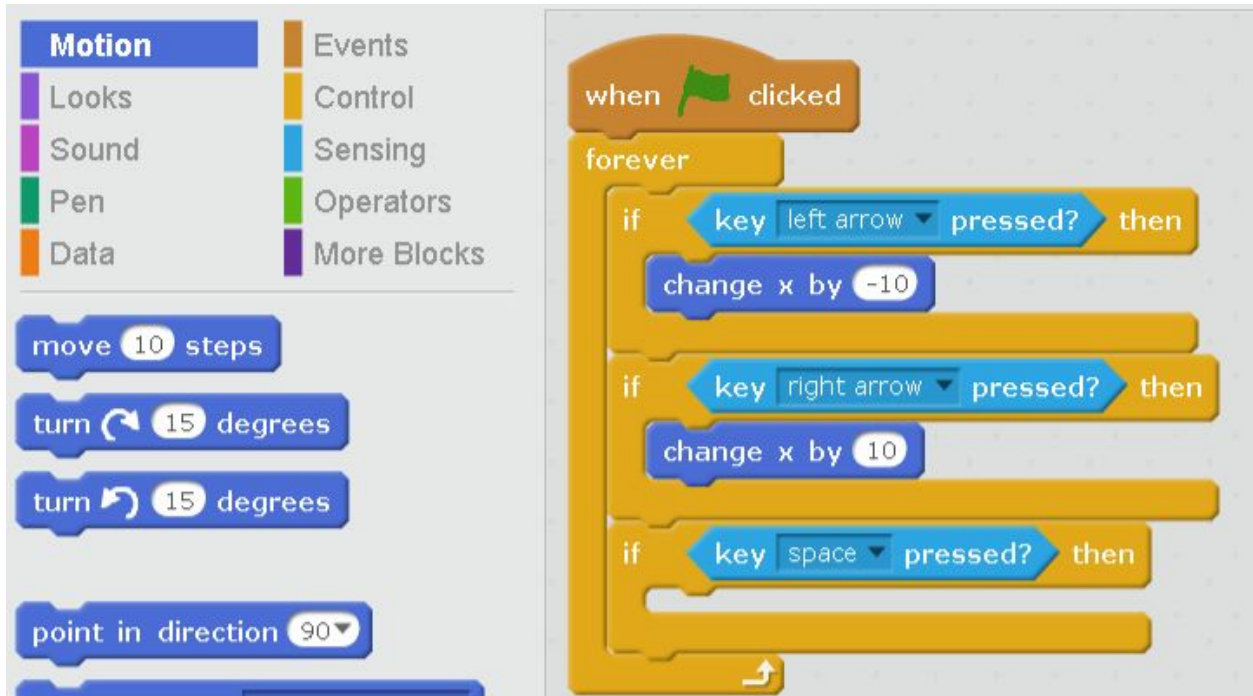 Motion
Events
Looks
Control
Sound
Sensing
Pen
Operators
Data
More Blocks
move 10 steps
turn 15 degrees
turn 15 degrees
point in direction 90
when clicked
forever
if key left arrow pressed? then
change x by -10
if key right arrow pressed? then
change x by 10
if key space pressed? then